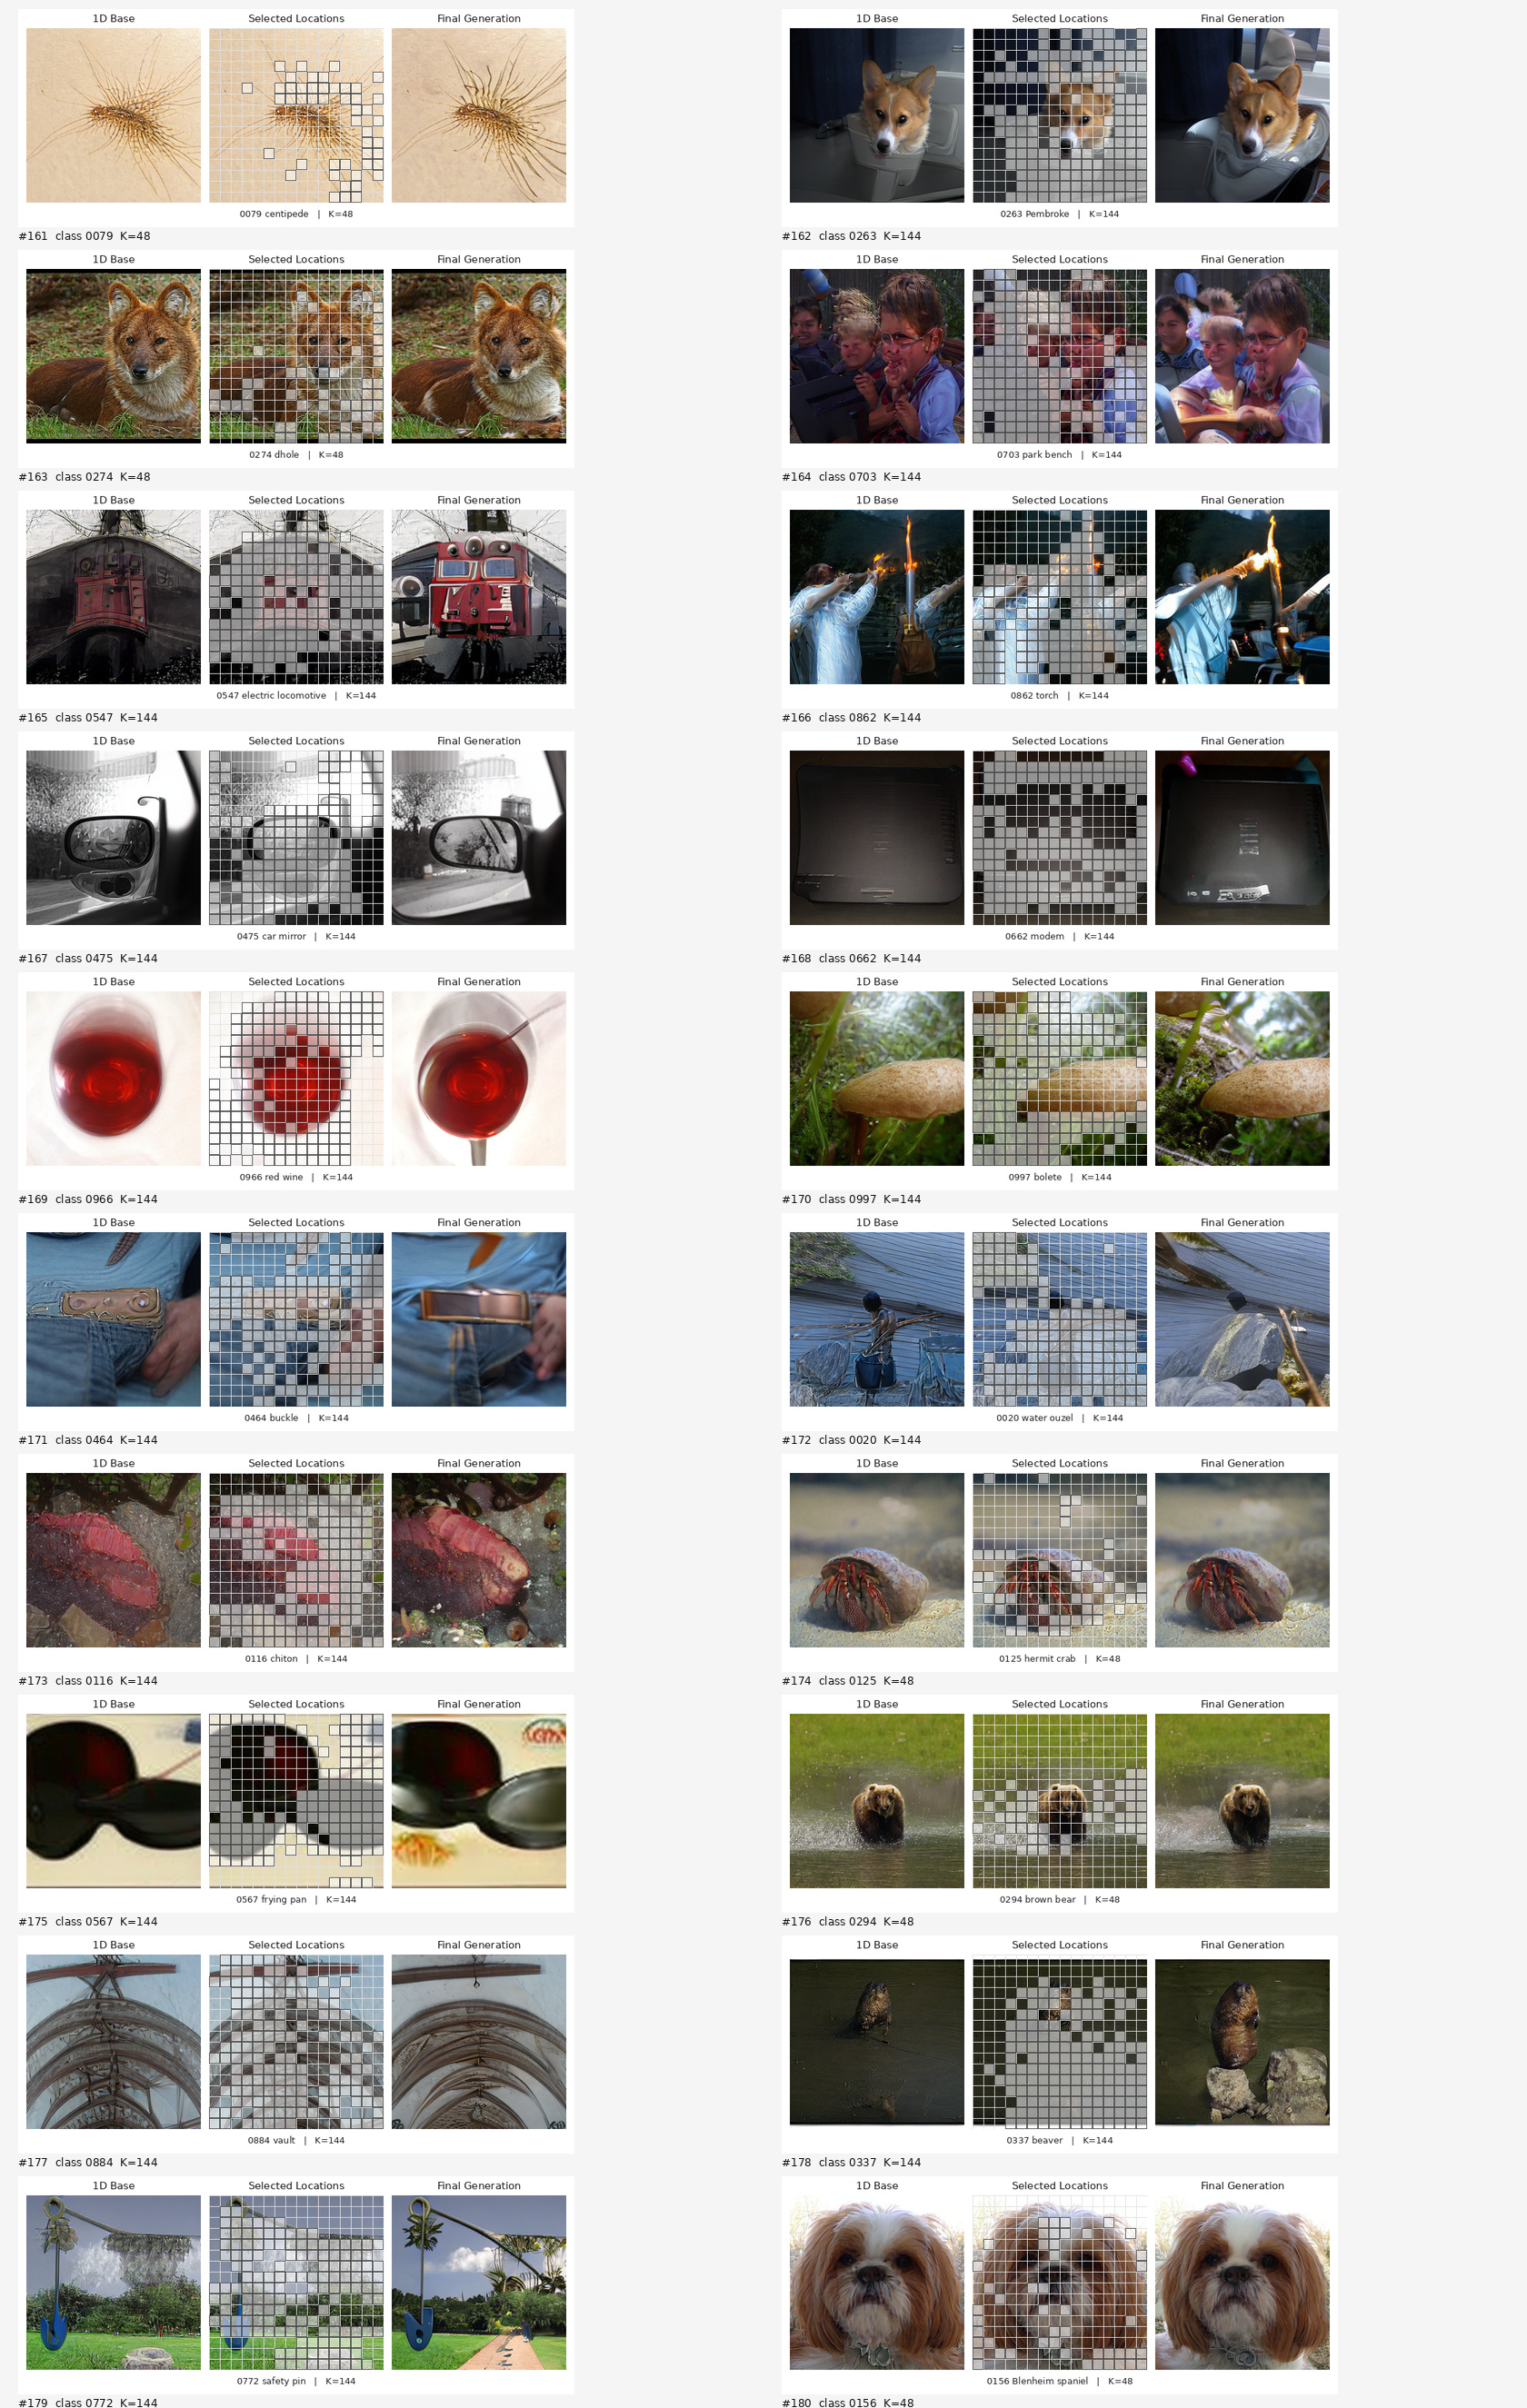 1D Base Selected Locations Final Generation
0079 centipede | K=48
#161 class 0079 K=48
1D Base Selected Locations Final Generation
0263 Pembroke | K=144
#162 class 0263 K=144
1D Base Selected Locations Final Generation
0274 dhole | K=48
#163 class 0274 K=48
1D Base Selected Locations Final Generation
0703 park bench | K=144
#164 class 0703 K=144
1D Base Selected Locations Final Generation
0547 electric locomotive | K=144
#165 class 0547 K=144
1D Base Selected Locations Final Generation
0862 torch | K=144
#166 class 0862 K=144
1D Base Selected Locations Final Generation
0475 car mirror | K=144
#167 class 0475 K=144
1D Base Selected Locations Final Generation
0662 modem | K=144
#168 class 0662 K=144
1D Base Selected Locations Final Generation
0966 red wine | K=144
#169 class 0966 K=144
1D Base Selected Locations Final Generation
0997 bolete | K=144
#170 class 0997 K=144
1D Base Selected Locations Final Generation
0464 buckle | K=144
#171 class 0464 K=144
1D Base Selected Locations Final Generation
0020 water ouzel | K=144
#172 class 0020 K=144
1D Base Selected Locations Final Generation
0116 chiton | K=144
#173 class 0116 K=144
1D Base Selected Locations Final Generation
0125 hermit crab | K=48
#174 class 0125 K=48
1D Base Selected Locations Final Generation
0567 frying pan | K=144
#175 class 0567 K=144
1D Base Selected Locations Final Generation
0294 brown bear | K=48
#176 class 0294 K=48
1D Base Selected Locations Final Generation
0884 vault | K=144
#177 class 0884 K=144
1D Base Selected Locations Final Generation
0337 beaver | K=144
#178 class 0337 K=144
1D Base Selected Locations Final Generation
0772 safety pin | K=144
#179 class 0772 K=144
1D Base Selected Locations Final Generation
0156 Blenheim spaniel | K=48
#180 class 0156 K=48